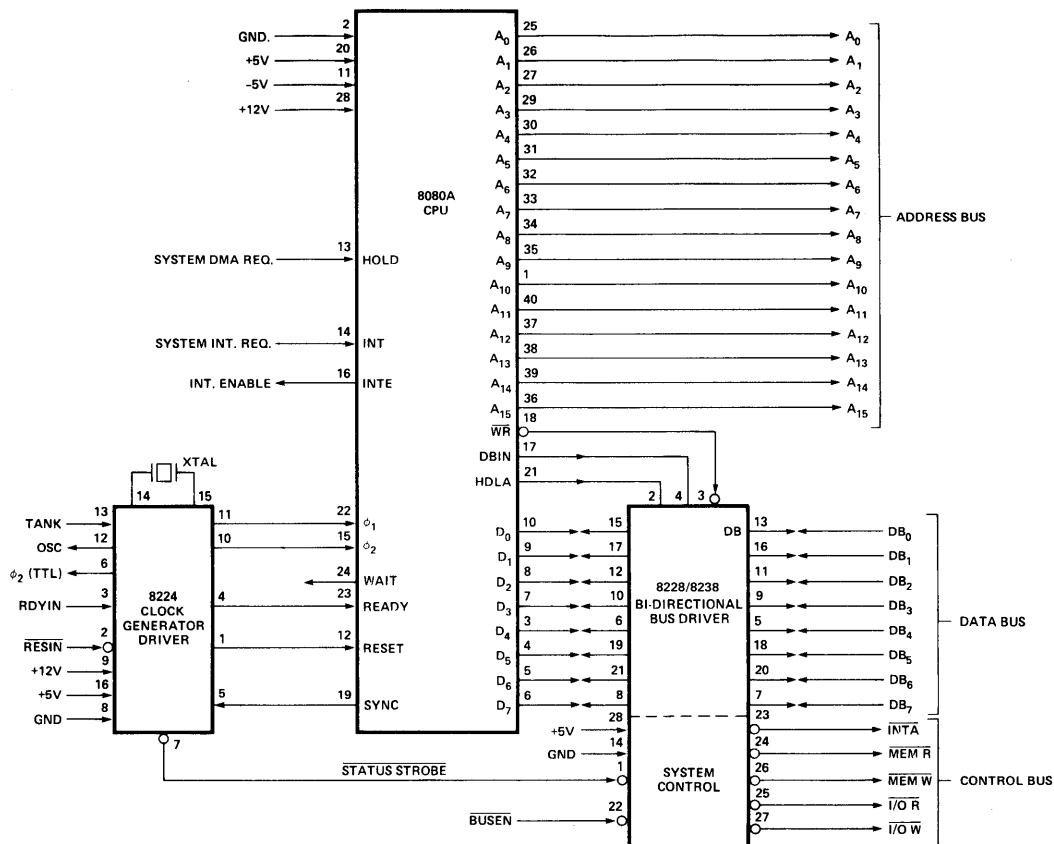 GND. 2
+5V 20
-5V 11
+12V 28
8080A
CPU
SYSTEM DMA REQ. 13 HOLD
SYSTEM INT. REQ. 14 INT
INT. ENABLE 16 INTE
A0 25 A0
A1 26 A1
A2 27 A2
A3 29 A3
A4 30 A4
A5 31 A5
A6 32 A6
A7 33 A7
A8 34 A8
A9 35 A9
A10 1 A10
A11 40 A11
A12 37 A12
A13 38 A13
A14 39 A14
A15 36 A15
ADDRESS BUS
W̅R̅ 18
DBIN 17
HDLA 21
2 4 3
XTAL
14 15
TANK 13
OSC 12
ϕ2 (TTL) 6
RDYIN 3
R̅E̅S̅I̅N̅ 2
+12V 9
+5V 16
GND 8
8224
CLOCK
GENERATOR
DRIVER
11 22 ϕ1
10 15 ϕ2
24 WAIT
4 23 READY
1 12 RESET
5 19 SYNC
7
S̅T̅A̅T̅U̅S̅ S̅T̅R̅O̅B̅E̅ 1
D0 10 15 DB 13 DB0
D1 9 17 16 DB1
D2 8 12 11 DB2
D3 7 10 9 DB3
D4 3 6 5 DB4
D5 4 19 18 DB5
D6 5 21 20 DB6
D7 6 8 7 DB7
8228/8238
BI-DIRECTIONAL
BUS DRIVER
DATA BUS
+5V 28
GND 14
B̅U̅S̅E̅N̅ 22
SYSTEM
CONTROL
23 I̅N̅T̅A̅
24 M̅E̅M̅ R̅
26 M̅E̅M̅ W̅
25 I̅/̅O̅ R̅
27 I̅/̅O̅ W̅
CONTROL BUS